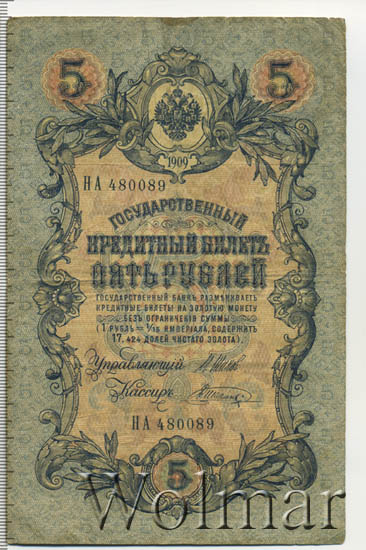 5 5
1909
НА 480089
ГОСУДАРСТВЕННЫЙ
КРЕДИТНЫЙ БИЛЕТЪ
ПЯТЬ РУБЛЕЙ
ГОСУДАРСТВЕННЫЙ БАНКЪ РАЗМѢНИВАЕТЪ
КРЕДИТНЫЕ БИЛЕТЫ НА ЗОЛОТУЮ МОНЕТУ
БЕЗЪ ОГРАНИЧЕНІЯ СУММЫ
(1 РУБЛЬ = 1/15 ИМПЕРІАЛА, СОДЕРЖИТЪ
17,424 ДОЛЕЙ ЧИСТАГО ЗОЛОТА).
Управляющій
Кассиръ
НА 480089
5
Wolmar